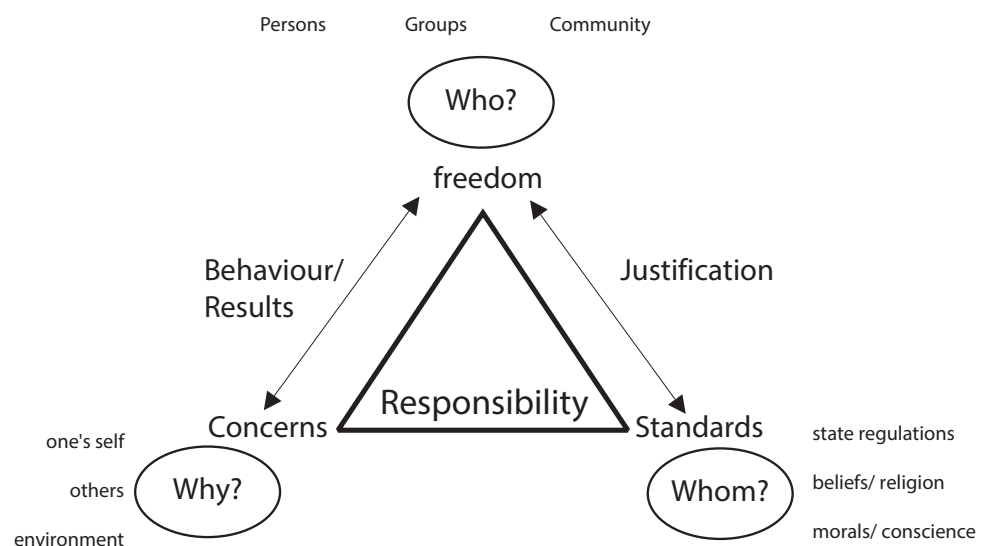 Persons Groups Community
Who?
freedom
Behaviour/
Results
Justification
Responsibility
Concerns
Standards
one's self
others
environment
Why?
Whom?
state regulations
beliefs/ religion
morals/ conscience